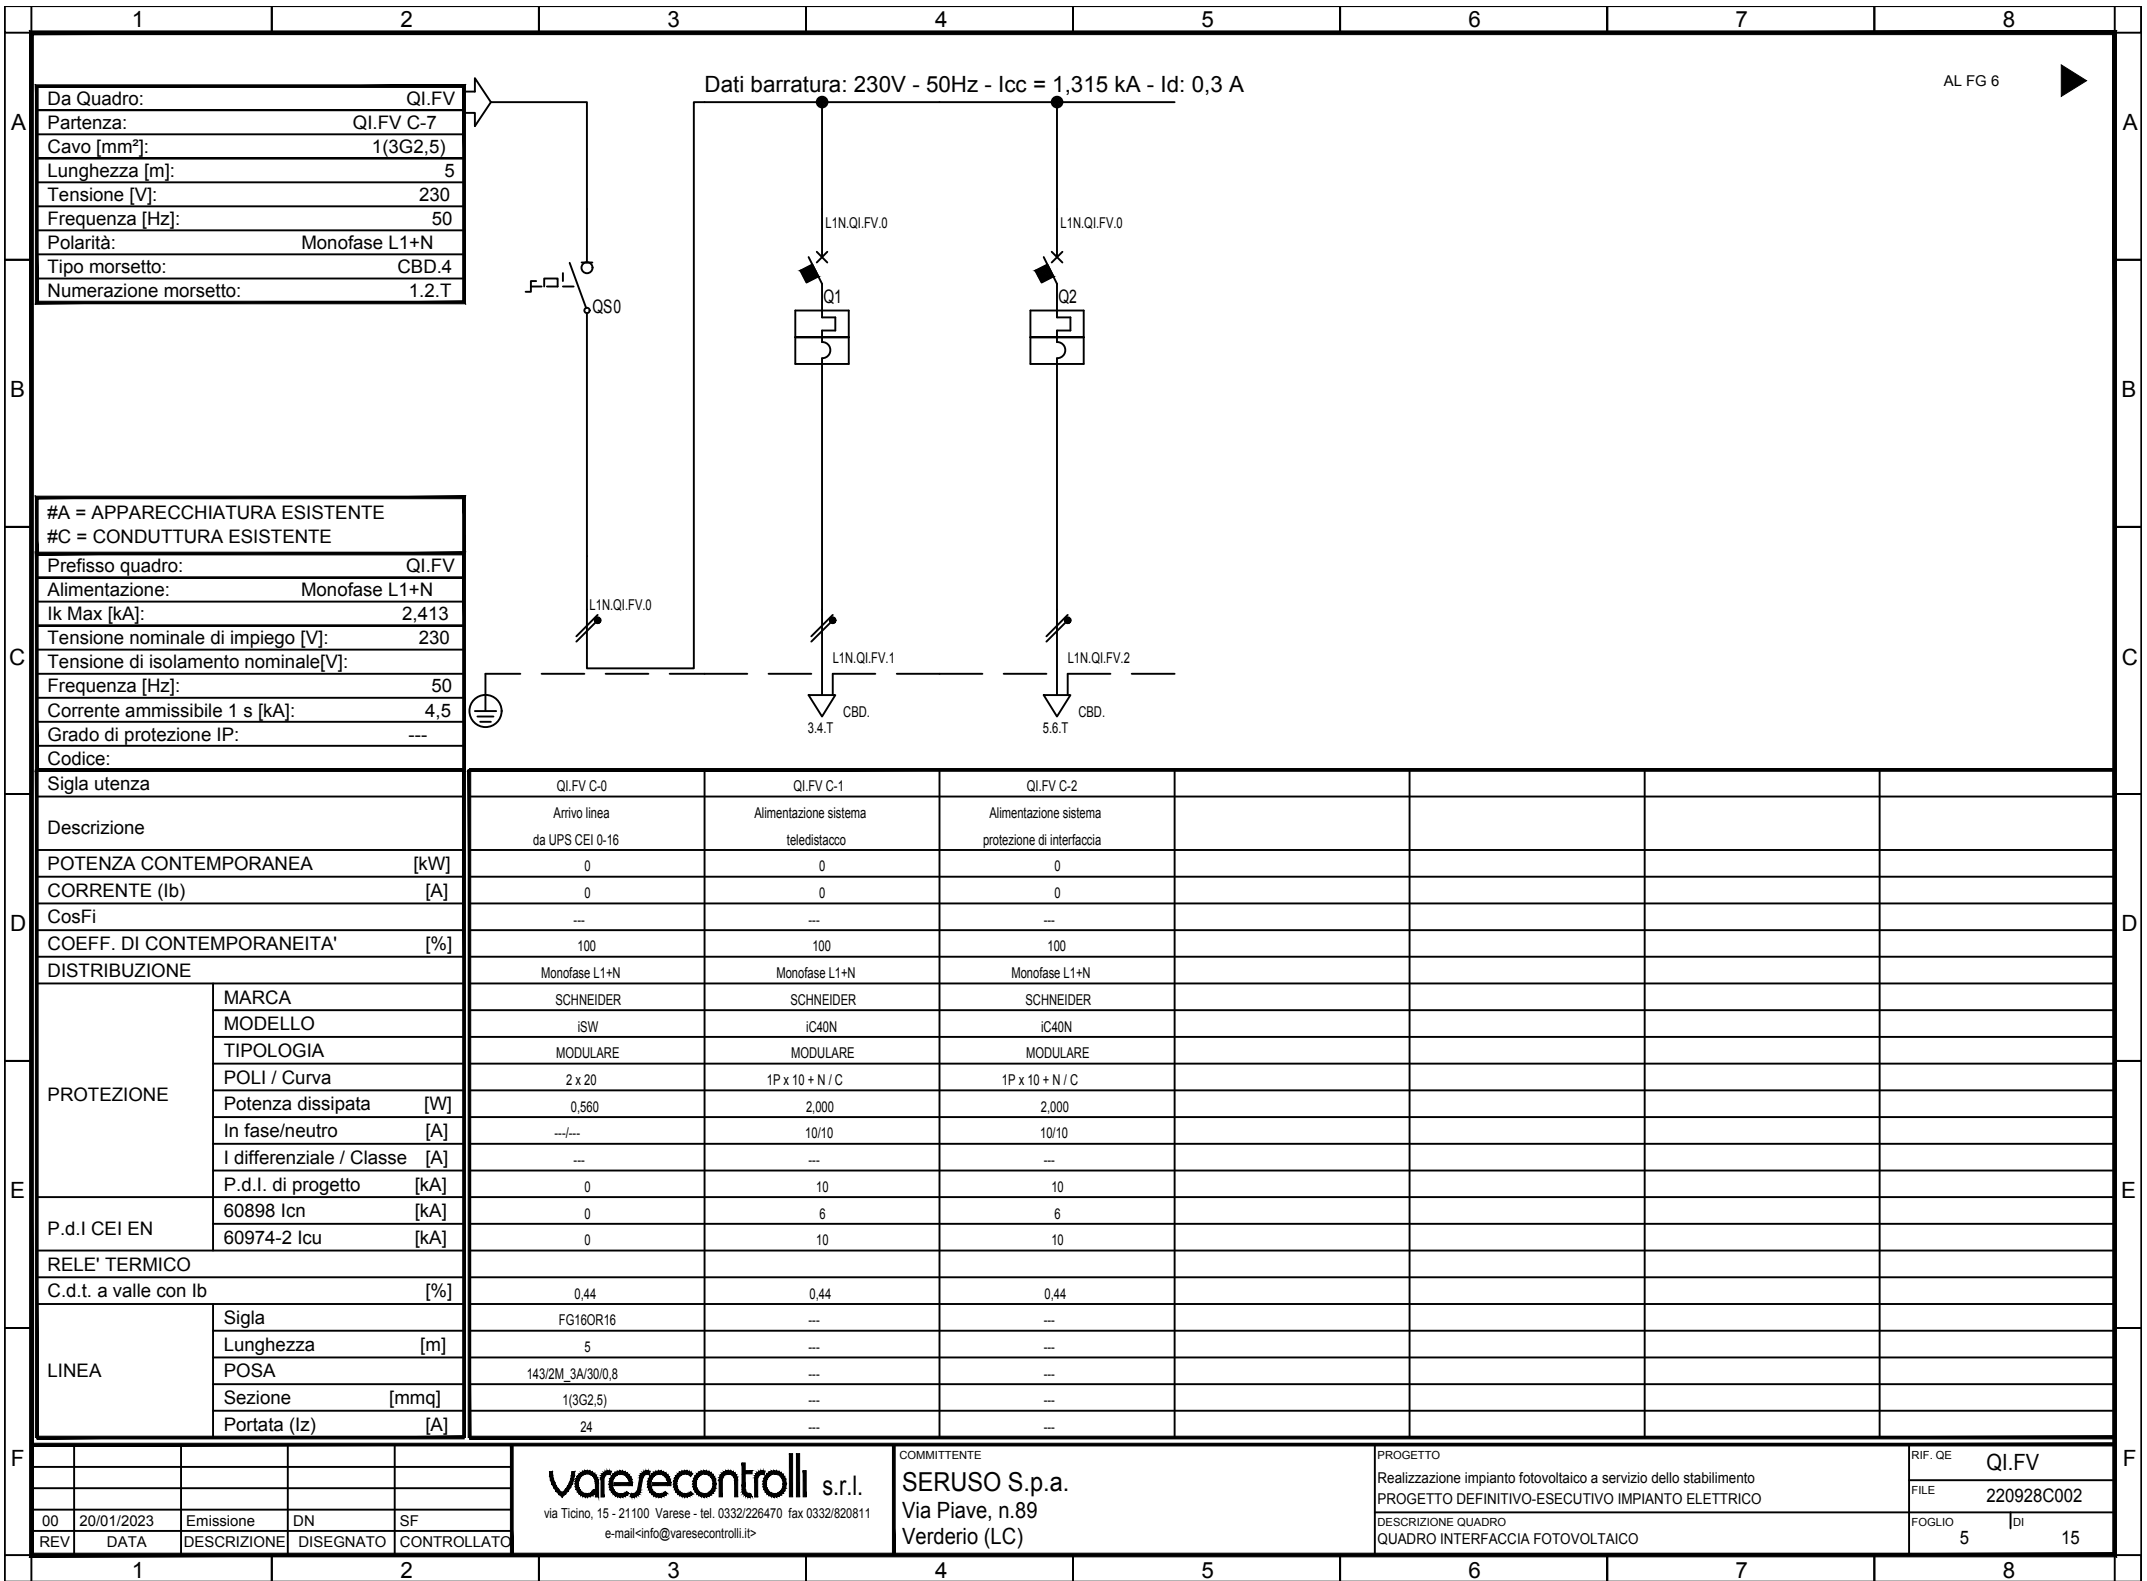 1 2 3 4 5 6 7 8
A
B
C
D
E
F
A
B
C
D
E
F
Dati barratura: 230V - 50Hz - Icc = 1,315 kA - Id: 0,3 A
AL FG 6
Da Quadro: QI.FV
Partenza: QI.FV C-7
Cavo [mm²]: 1(3G2,5)
Lunghezza [m]: 5
Tensione [V]: 230
Frequenza [Hz]: 50
Polarità: Monofase L1+N
Tipo morsetto: CBD.4
Numerazione morsetto: 1.2.T
L1N.QI.FV.0 L1N.QI.FV.0
QS0 Q1 Q2
L1N.QI.FV.0
L1N.QI.FV.1 L1N.QI.FV.2
CBD. CBD.
3.4.T 5.6.T
#A = APPARECCHIATURA ESISTENTE
#C = CONDUTTURA ESISTENTE
Prefisso quadro: QI.FV
Alimentazione: Monofase L1+N
Ik Max [kA]: 2,413
Tensione nominale di impiego [V]: 230
Tensione di isolamento nominale[V]:
Frequenza [Hz]: 50
Corrente ammissibile 1 s [kA]: 4,5
Grado di protezione IP: ---
Codice:
Sigla utenza QI.FV C-0 QI.FV C-1 QI.FV C-2
Descrizione
Arrivo linea Alimentazione sistema Alimentazione sistema
da UPS CEI 0-16 teledistacco protezione di interfaccia
POTENZA CONTEMPORANEA [kW] 0 0 0
CORRENTE (Ib) [A] 0 0 0
CosFi --- --- ---
COEFF. DI CONTEMPORANEITA' [%] 100 100 100
DISTRIBUZIONE Monofase L1+N Monofase L1+N Monofase L1+N
PROTEZIONE
MARCA SCHNEIDER SCHNEIDER SCHNEIDER
MODELLO iSW iC40N iC40N
TIPOLOGIA MODULARE MODULARE MODULARE
POLI / Curva 2 x 20 1P x 10 + N / C 1P x 10 + N / C
Potenza dissipata [W] 0,560 2,000 2,000
In fase/neutro [A] ---/--- 10/10 10/10
I differenziale / Classe [A] --- --- ---
P.d.I. di progetto [kA] 0 10 10
P.d.I CEI EN
60898 Icn [kA] 0 6 6
60974-2 Icu [kA] 0 10 10
RELE' TERMICO
C.d.t. a valle con Ib [%] 0,44 0,44 0,44
LINEA
Sigla FG16OR16 --- ---
Lunghezza [m] 5 --- ---
POSA 143/2M_3A/30/0,8 --- ---
Sezione [mmq] 1(3G2,5) --- ---
Portata (Iz) [A] 24 --- ---
00 20/01/2023 Emissione DN SF
REV DATA DESCRIZIONE DISEGNATO CONTROLLATO
varesecontrolli s.r.l.
via Ticino, 15 - 21100 Varese - tel. 0332/226470 fax 0332/820811
e-mail<info@varesecontrolli.it>
COMMITTENTE
SERUSO S.p.a.
Via Piave, n.89
Verderio (LC)
PROGETTO
Realizzazione impianto fotovoltaico a servizio dello stabilimento
PROGETTO DEFINITIVO-ESECUTIVO IMPIANTO ELETTRICO
DESCRIZIONE QUADRO
QUADRO INTERFACCIA FOTOVOLTAICO
RIF. QE QI.FV
FILE 220928C002
FOGLIO DI
5 15
1 2 3 4 5 6 7 8